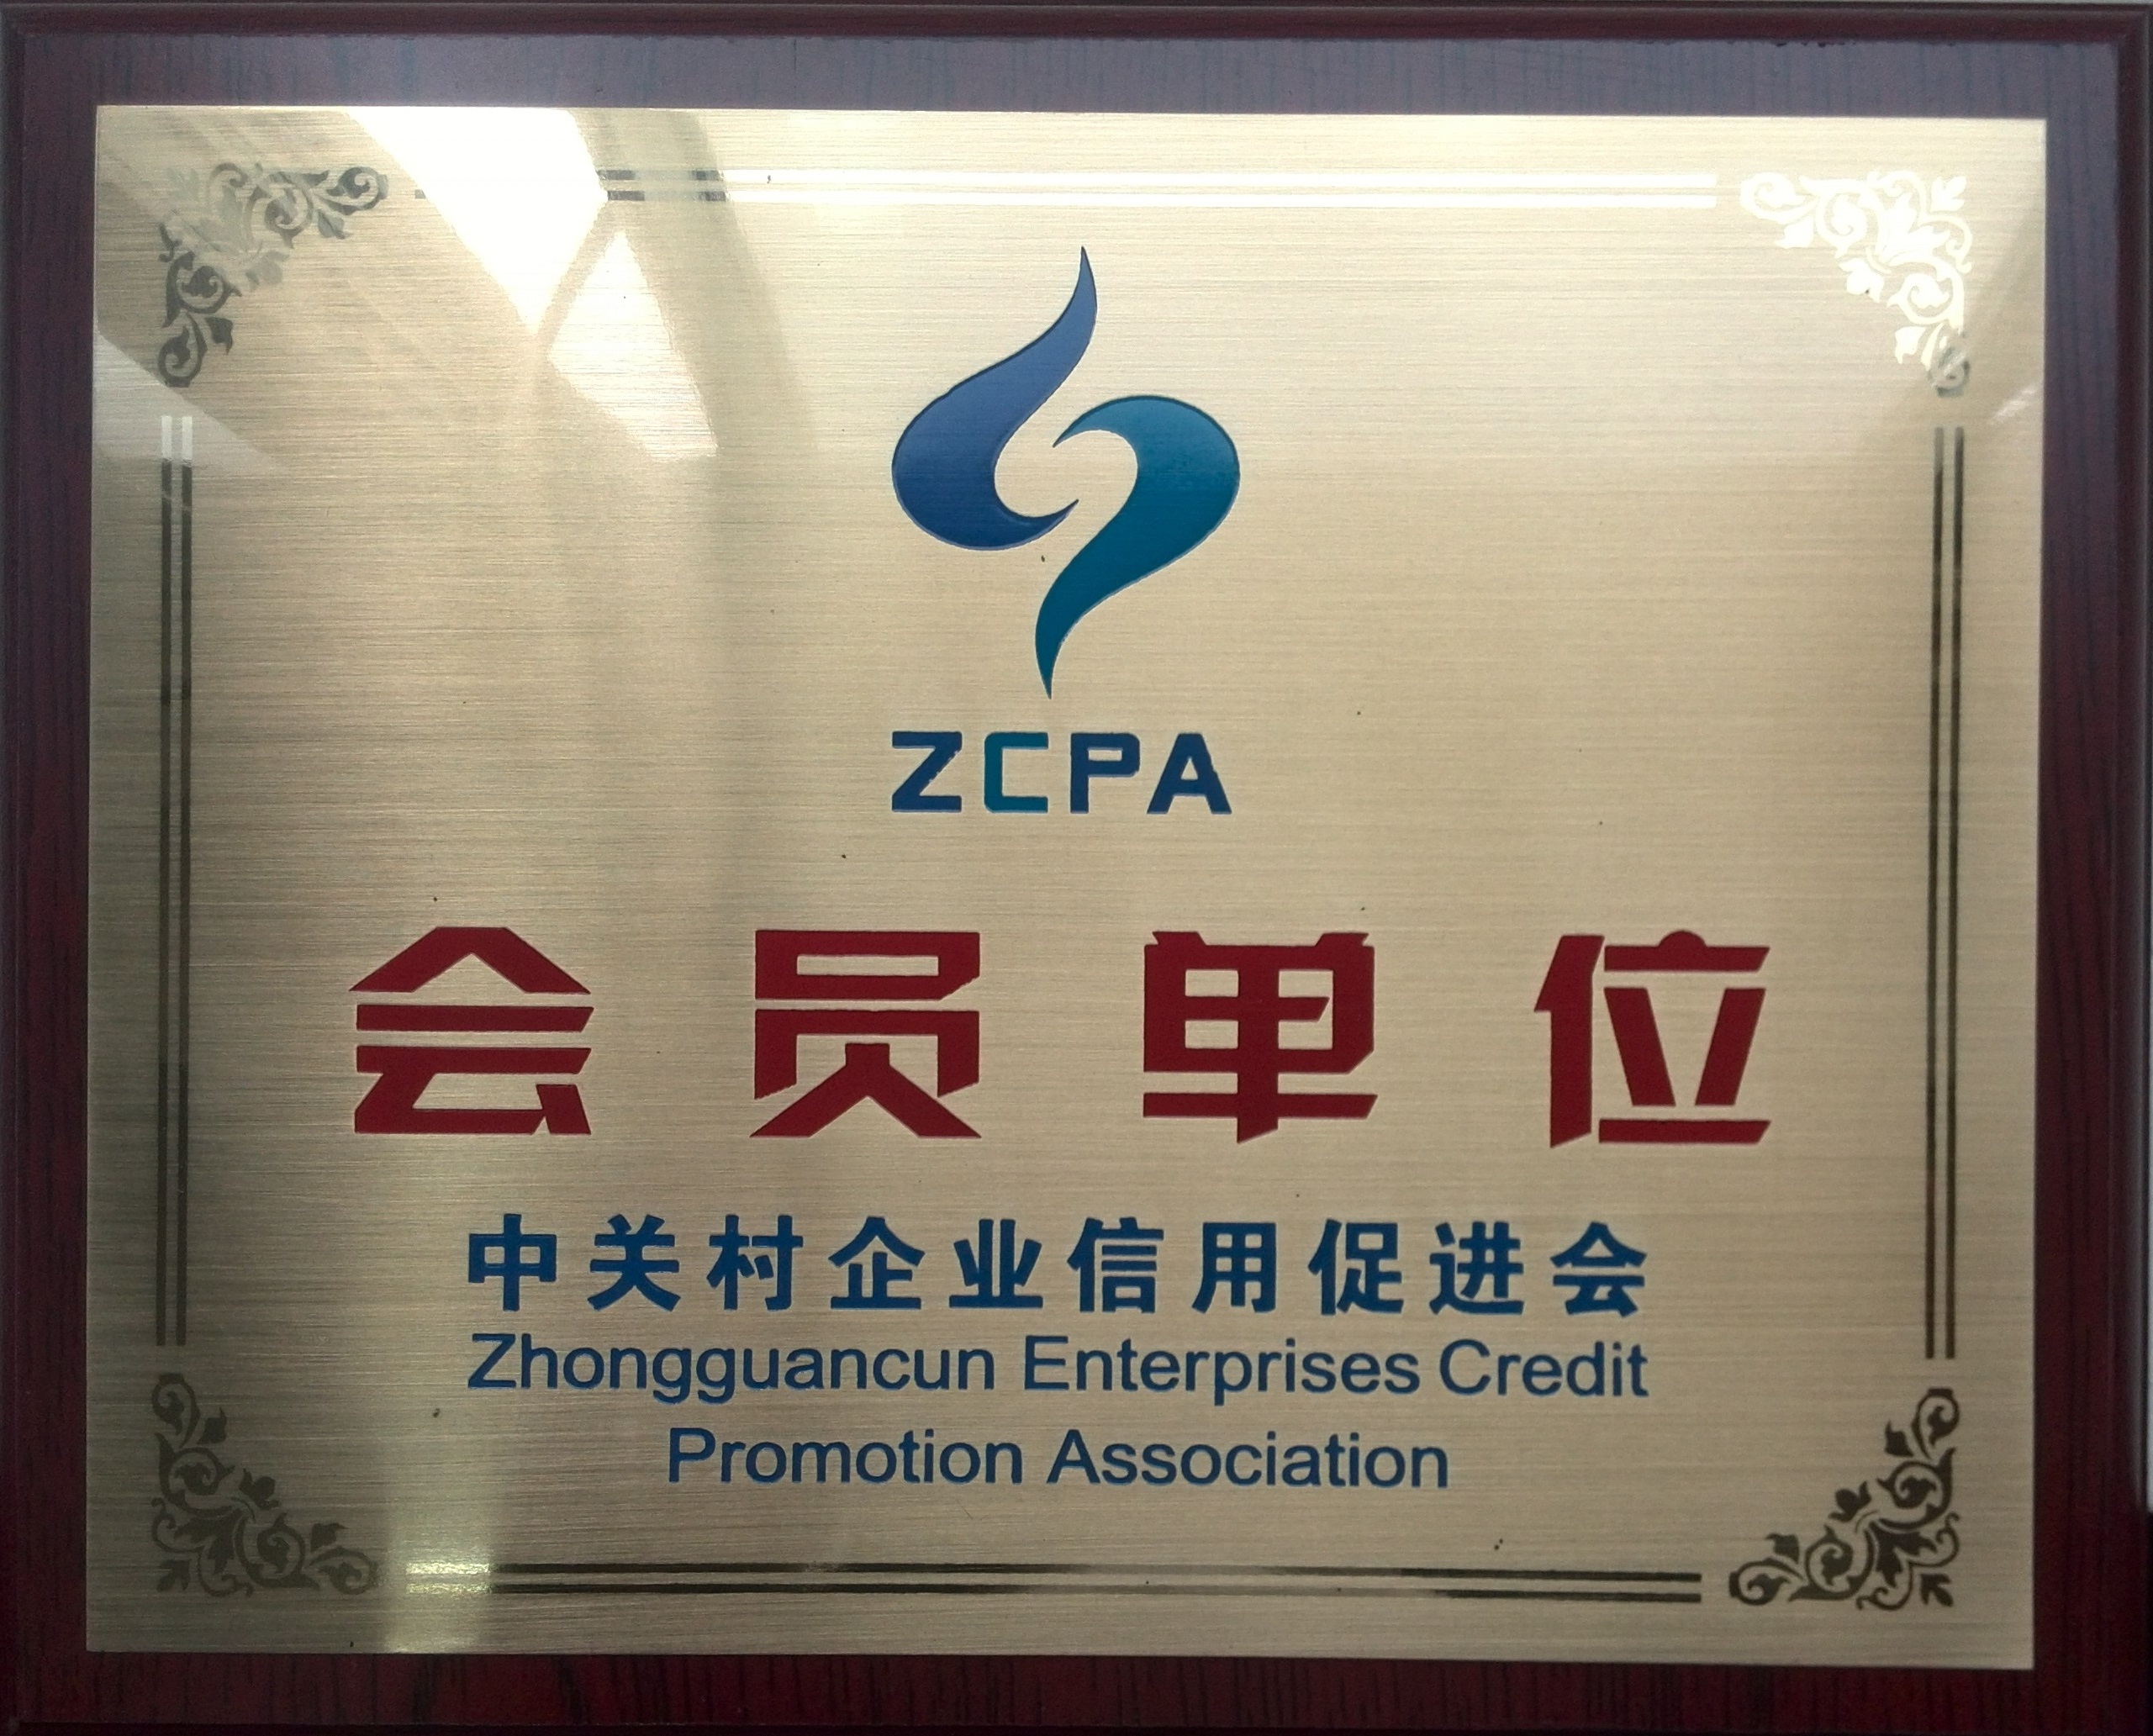 ZCPA
会员单位
中关村企业信用促进会
Zhongguancun Enterprises Credit
Promotion Association